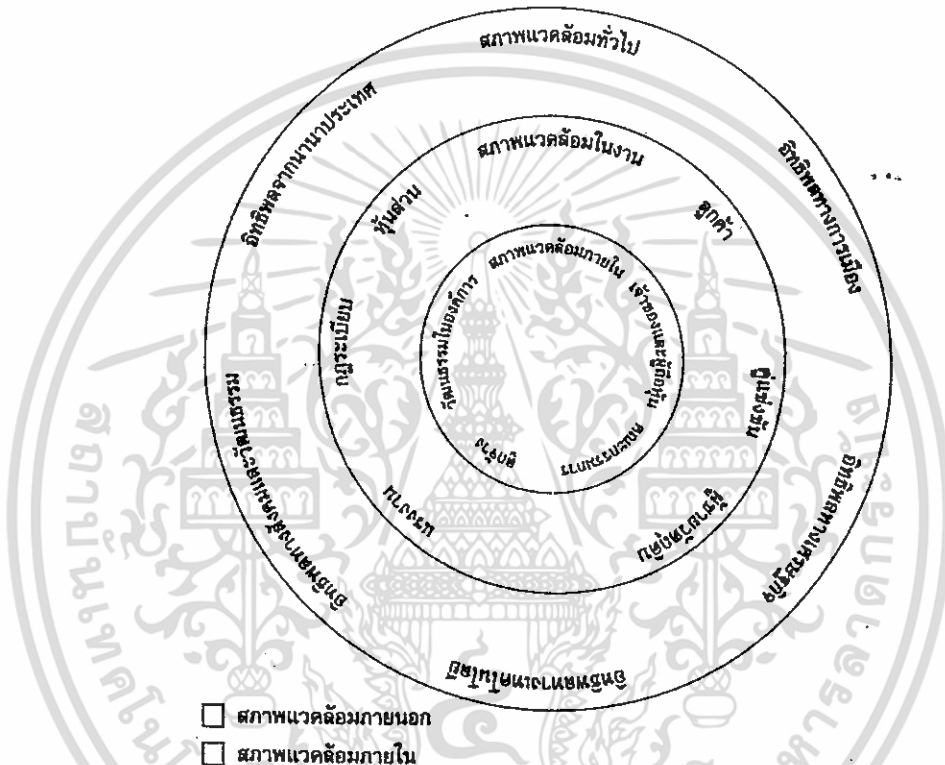 สภาพแวดล้อมทั่วไป
อิทธิพลทางการเมือง
อิทธิพลทางเศรษฐกิจ
อิทธิพลทางเทคโนโลยี
อิทธิพลทางสังคมและวัฒนธรรม
อิทธิพลจากนานาประเทศ
สภาพแวดล้อมในงาน
ลูกค้า
คู่แข่งขัน
ผู้ขายวัตถุดิบ
แรงงาน
กฎระเบียบ
หุ้นส่วน
สภาพแวดล้อมภายใน
เจ้าของและผู้ถือหุ้น
คณะกรรมการ
ลูกจ้าง
วัฒนธรรมในองค์การ
สภาพแวดล้อมภายนอก
สภาพแวดล้อมภายใน